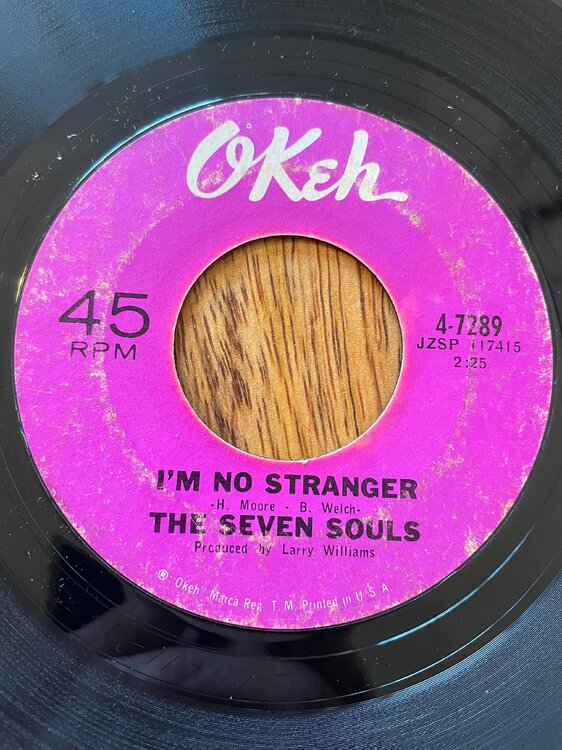 OKeh
45
RPM
4-7289
JZSP 117415
2:25
I'M NO STRANGER
-H. Moore - B. Welch-
THE SEVEN SOULS
Produced by Larry Williams
® "Okeh" Marca Reg. T. M. Printed in U S A